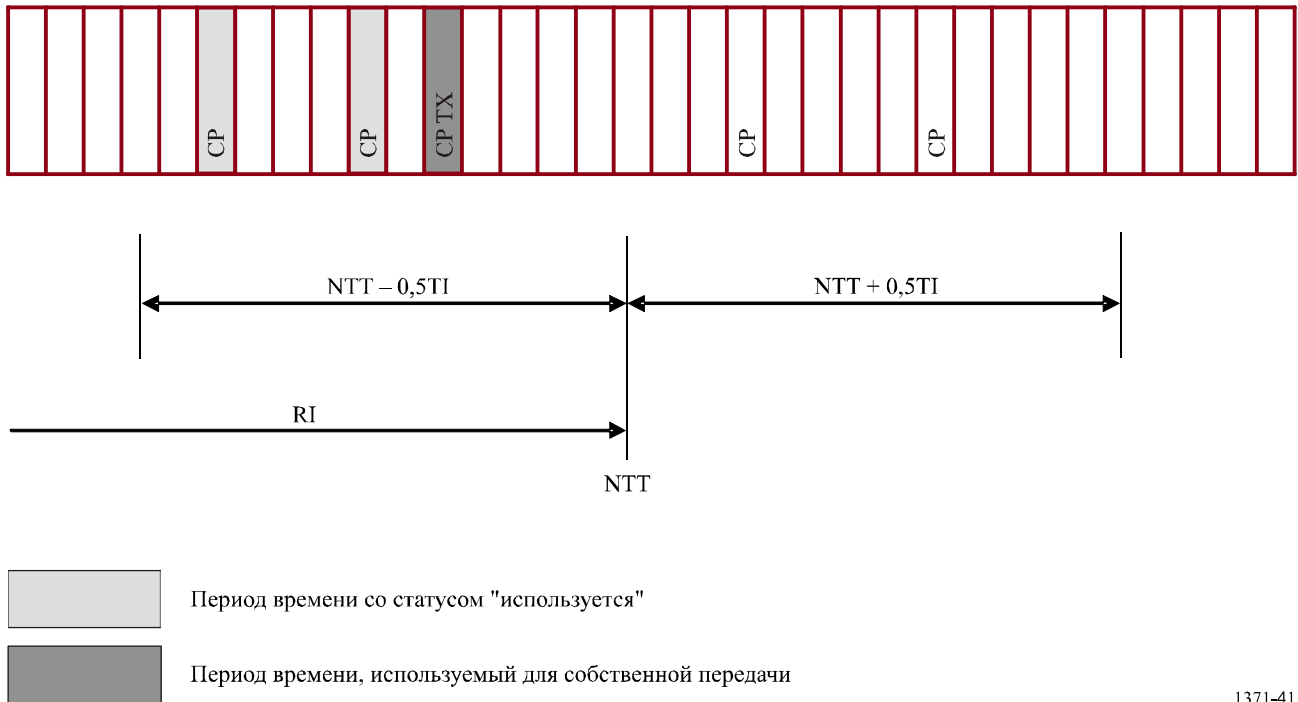 CP
CP
CP TX
CP
CP
NTT – 0,5TI
NTT + 0,5TI
RI
NTT
Период времени со статусом "используется"
Период времени, используемый для собственной передачи
1371-41